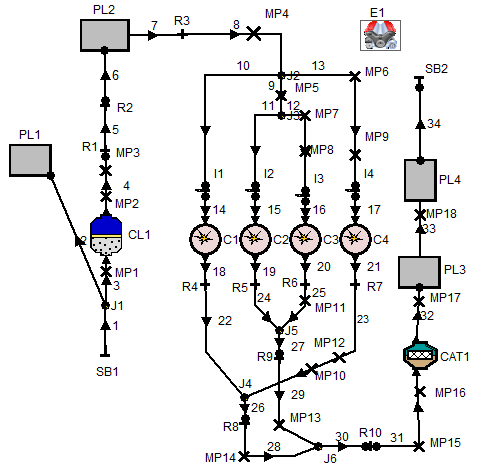 PL2
7
R3
8
MP4
E1
6
10
J2
13
MP6
SB2
9
MP5
R2
11
12
J3
MP7
34
5
PL1
R1
MP3
MP8
MP9
4
I1
I2
I3
I4
PL4
MP2
14
15
16
17
MP18
2
CL1
C1
C2
C3
C4
33
MP1
18
19
20
21
PL3
3
R4
R5
R6
R7
24
25
MP17
J1
MP11
32
1
22
J5
23
27
MP12
R9
CAT1
SB1
MP10
J4
29
MP16
26
R8
MP13
R10
30
31
MP15
MP14
28
J6